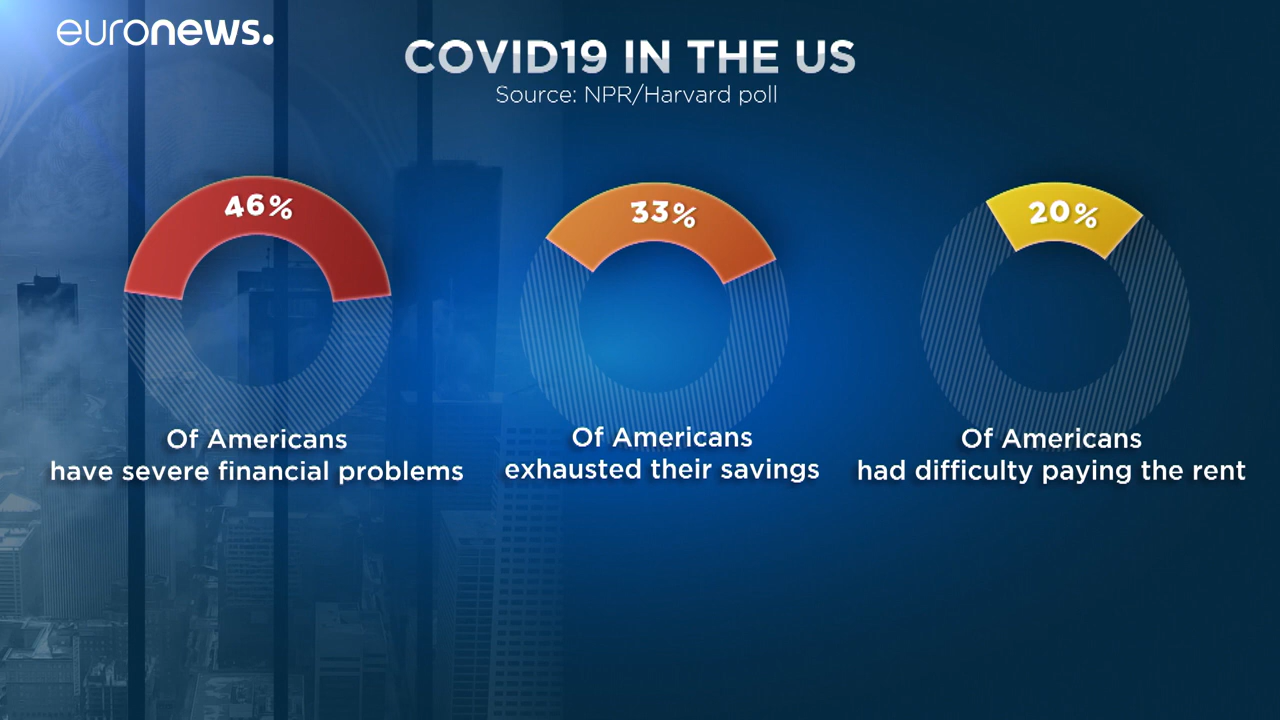 euronews.
COVID19 IN THE US
Source: NPR/Harvard poll
46%
33%
20%
Of Americans
have severe financial problems
Of Americans
exhausted their savings
Of Americans
had difficulty paying the rent